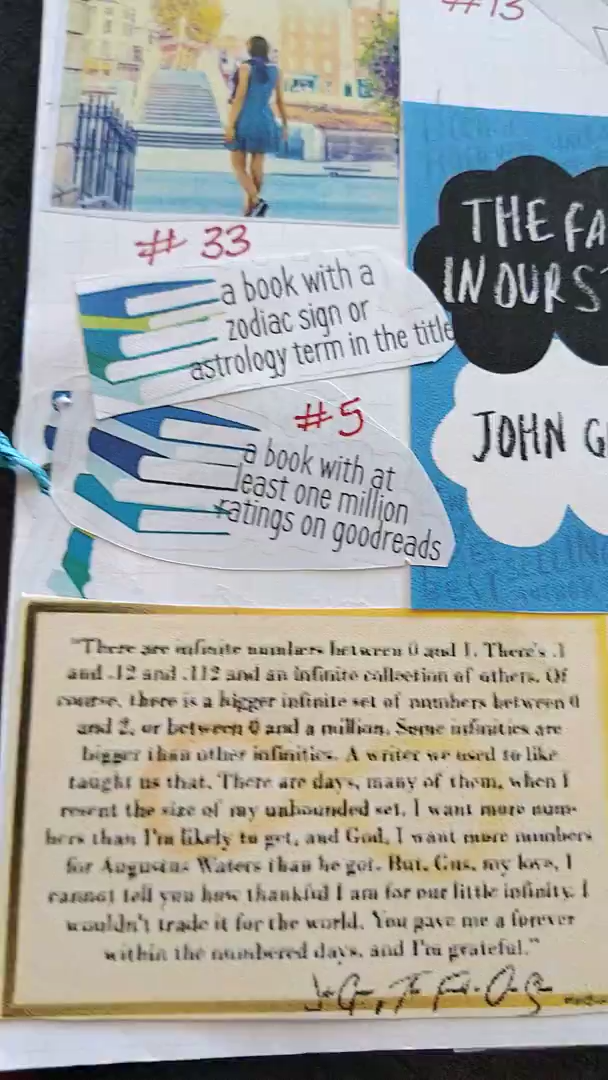 #13
# 33
a book with a
zodiac sign or
astrology term in the title
THE FA
IN OUR S
#5
a book with at
least one million
ratings on goodreads
JOHN G
"There are infinite numbers between 0 and 1. There's .1
and .12 and .112 and an infinite collection of others. Of
course, there is a bigger infinite set of numbers between 0
and 2, or between 0 and a million. Some infinities are
bigger than other infinities. A writer we used to like
taught us that. There are days, many of them, when I
resent the size of my unbounded set. I want more num-
bers than I'm likely to get, and God, I want more numbers
for Augustus Waters than he got. But, Gus, my love, I
cannot tell you how thankful I am for our little infinity. I
wouldn't trade it for the world. You gave me a forever
within the numbered days, and I'm grateful."